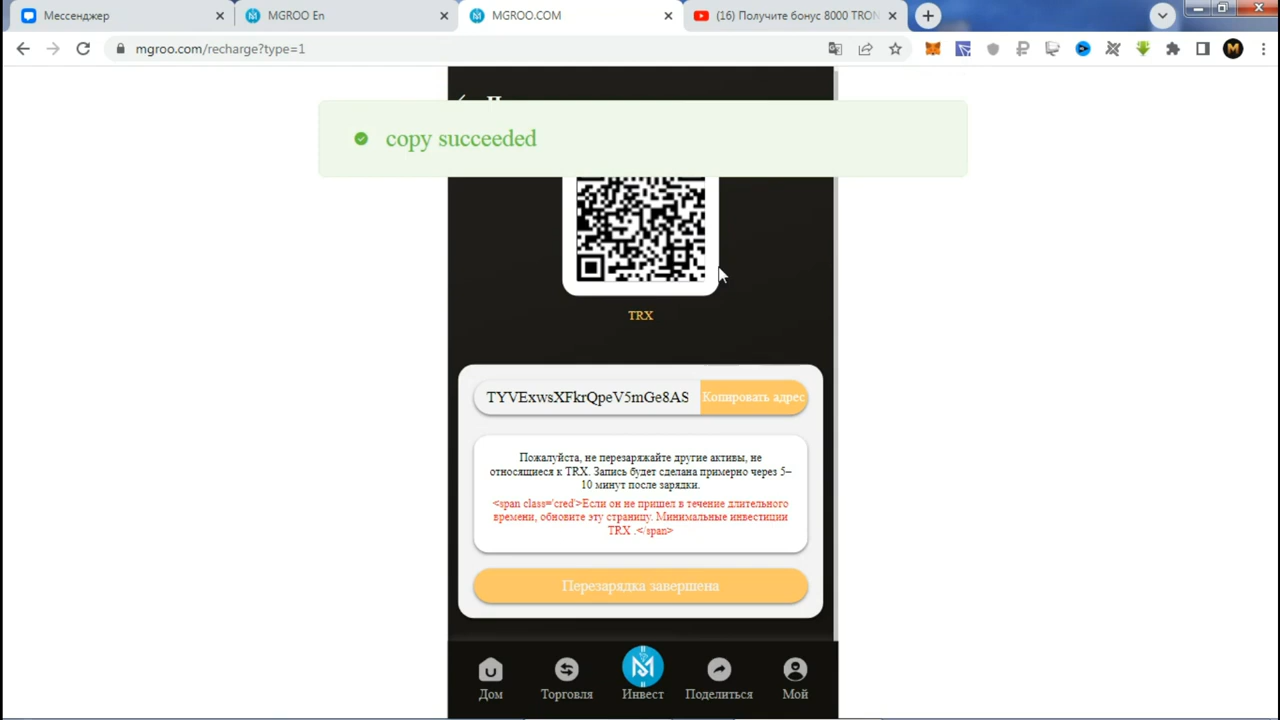 Мессенджер
MGROO En
MGROO.COM
(16) Получите бонус 8000 TRON
mgroo.com/recharge?type=1
copy succeeded
TRX
TYVExwsXFkrQpeV5mGe8AS
Копировать адрес
Пожалуйста, не перезаряжайте другие активы, не
относящиеся к TRX. Запись будет сделана примерно через 5–
10 минут после зарядки.
<span class='cred'>Если он не пришел в течение длительного
времени, обновите эту страницу. Минимальные инвестиции
TRX .</span>
Перезарядка завершена
Дом
Торговля
Инвест
Поделиться
Мой